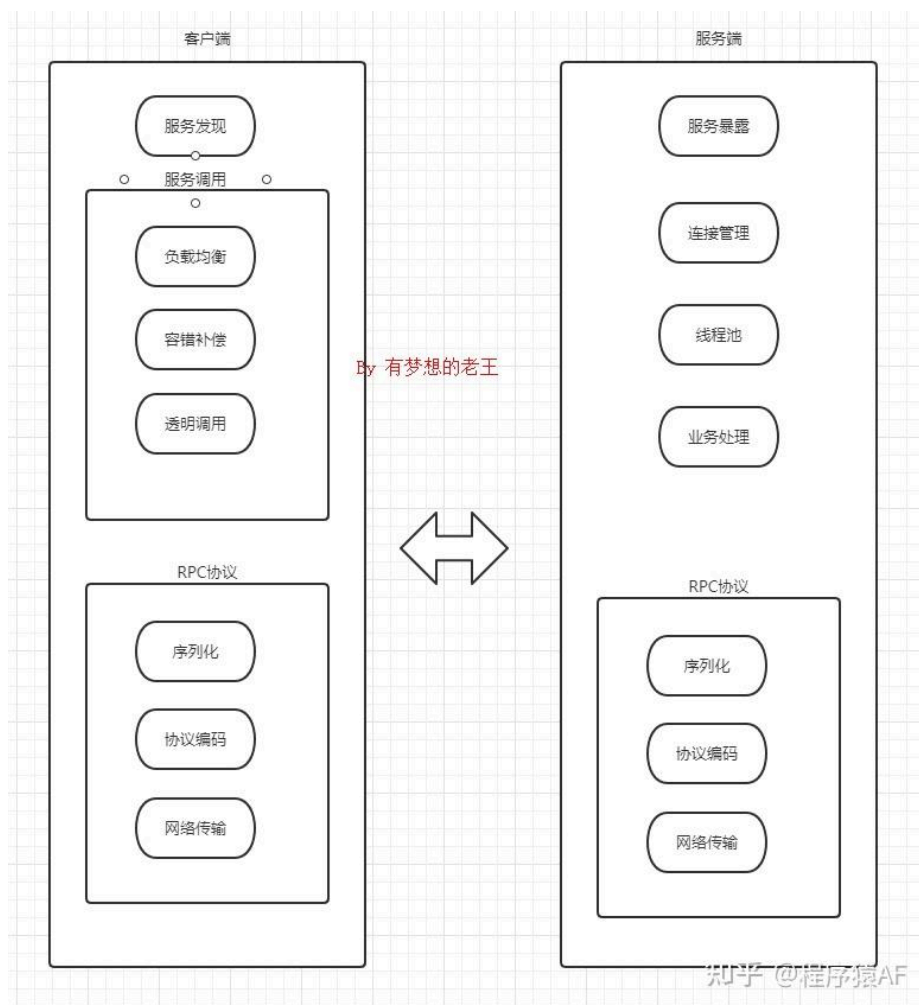 客户端
服务发现
服务调用
负载均衡
容错补偿
透明调用
RPC协议
序列化
协议编码
网络传输
By 有梦想的老王
服务端
服务暴露
连接管理
线程池
业务处理
RPC协议
序列化
协议编码
网络传输
知乎 @程序猿AF